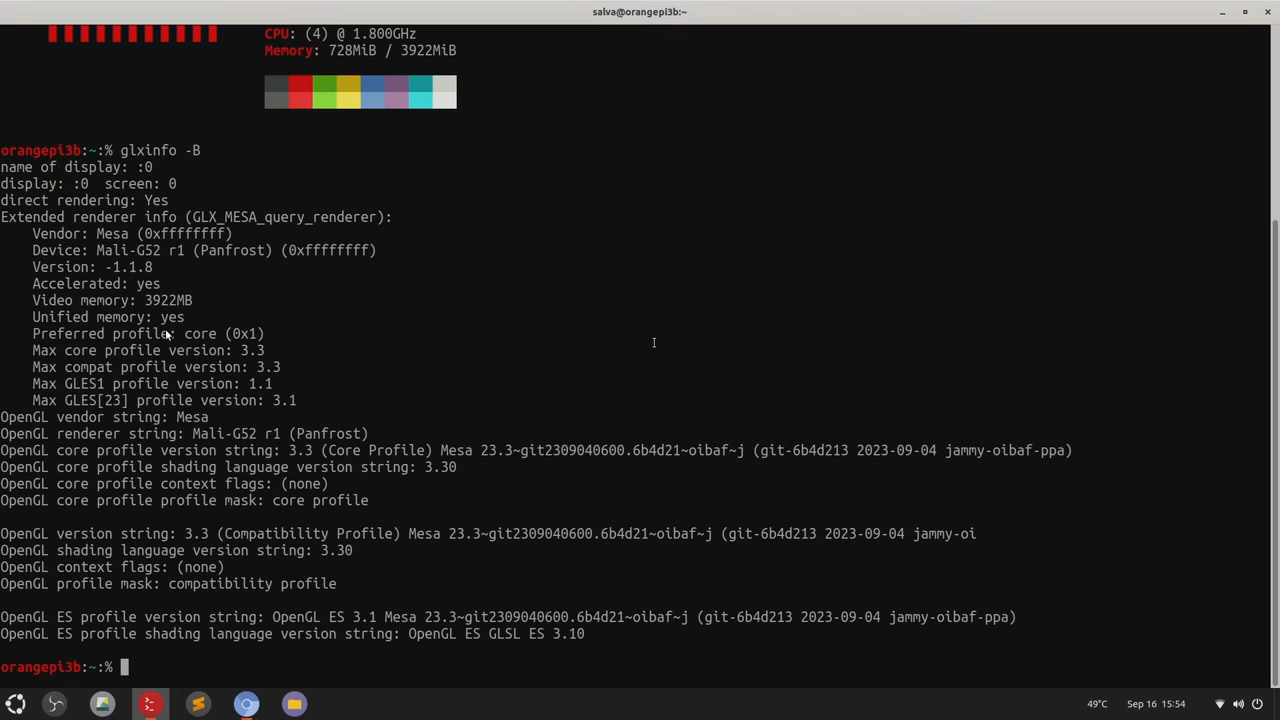 salva@orangepi3b:~
CPU: (4) @ 1.800GHz
Memory: 728MiB / 3922MiB
orangepi3b:~:% glxinfo -B
name of display: :0
display: :0  screen: 0
direct rendering: Yes
Extended renderer info (GLX_MESA_query_renderer):
    Vendor: Mesa (0xffffffff)
    Device: Mali-G52 r1 (Panfrost) (0xffffffff)
    Version: -1.1.8
    Accelerated: yes
    Video memory: 3922MB
    Unified memory: yes
    Preferred profile: core (0x1)
    Max core profile version: 3.3
    Max compat profile version: 3.3
    Max GLES1 profile version: 1.1
    Max GLES[23] profile version: 3.1
OpenGL vendor string: Mesa
OpenGL renderer string: Mali-G52 r1 (Panfrost)
OpenGL core profile version string: 3.3 (Core Profile) Mesa 23.3~git2309040600.6b4d21~oibaf~j (git-6b4d213 2023-09-04 jammy-oibaf-ppa)
OpenGL core profile shading language version string: 3.30
OpenGL core profile context flags: (none)
OpenGL core profile profile mask: core profile
OpenGL version string: 3.3 (Compatibility Profile) Mesa 23.3~git2309040600.6b4d21~oibaf~j (git-6b4d213 2023-09-04 jammy-oi
OpenGL shading language version string: 3.30
OpenGL context flags: (none)
OpenGL profile mask: compatibility profile
OpenGL ES profile version string: OpenGL ES 3.1 Mesa 23.3~git2309040600.6b4d21~oibaf~j (git-6b4d213 2023-09-04 jammy-oibaf-ppa)
OpenGL ES profile shading language version string: OpenGL ES GLSL ES 3.10
orangepi3b:~:%
49°C Sep 16 15:54